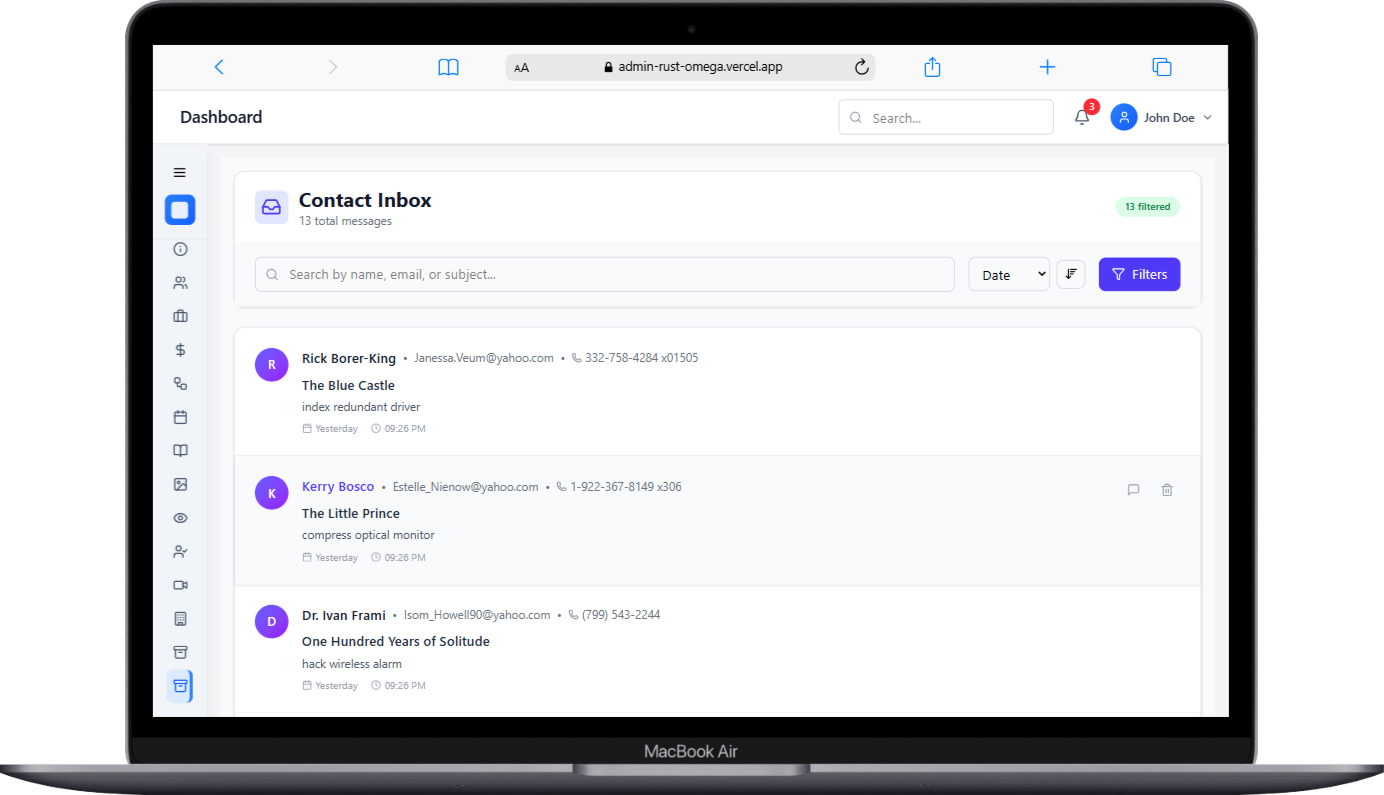 AA admin-rust-omega.vercel.app
Dashboard
Search...
3
John Doe
Contact Inbox
13 total messages
13 filtered
Search by name, email, or subject...
Date
Filters
R
Rick Borer-King • Janessa.Veum@yahoo.com • 332-758-4284 x01505
The Blue Castle
index redundant driver
Yesterday 09:26 PM
K
Kerry Bosco • Estelle_Nienow@yahoo.com • 1-922-367-8149 x306
The Little Prince
compress optical monitor
Yesterday 09:26 PM
D
Dr. Ivan Frami • Isom_Howell90@yahoo.com • (799) 543-2244
One Hundred Years of Solitude
hack wireless alarm
Yesterday 09:26 PM
MacBook Air